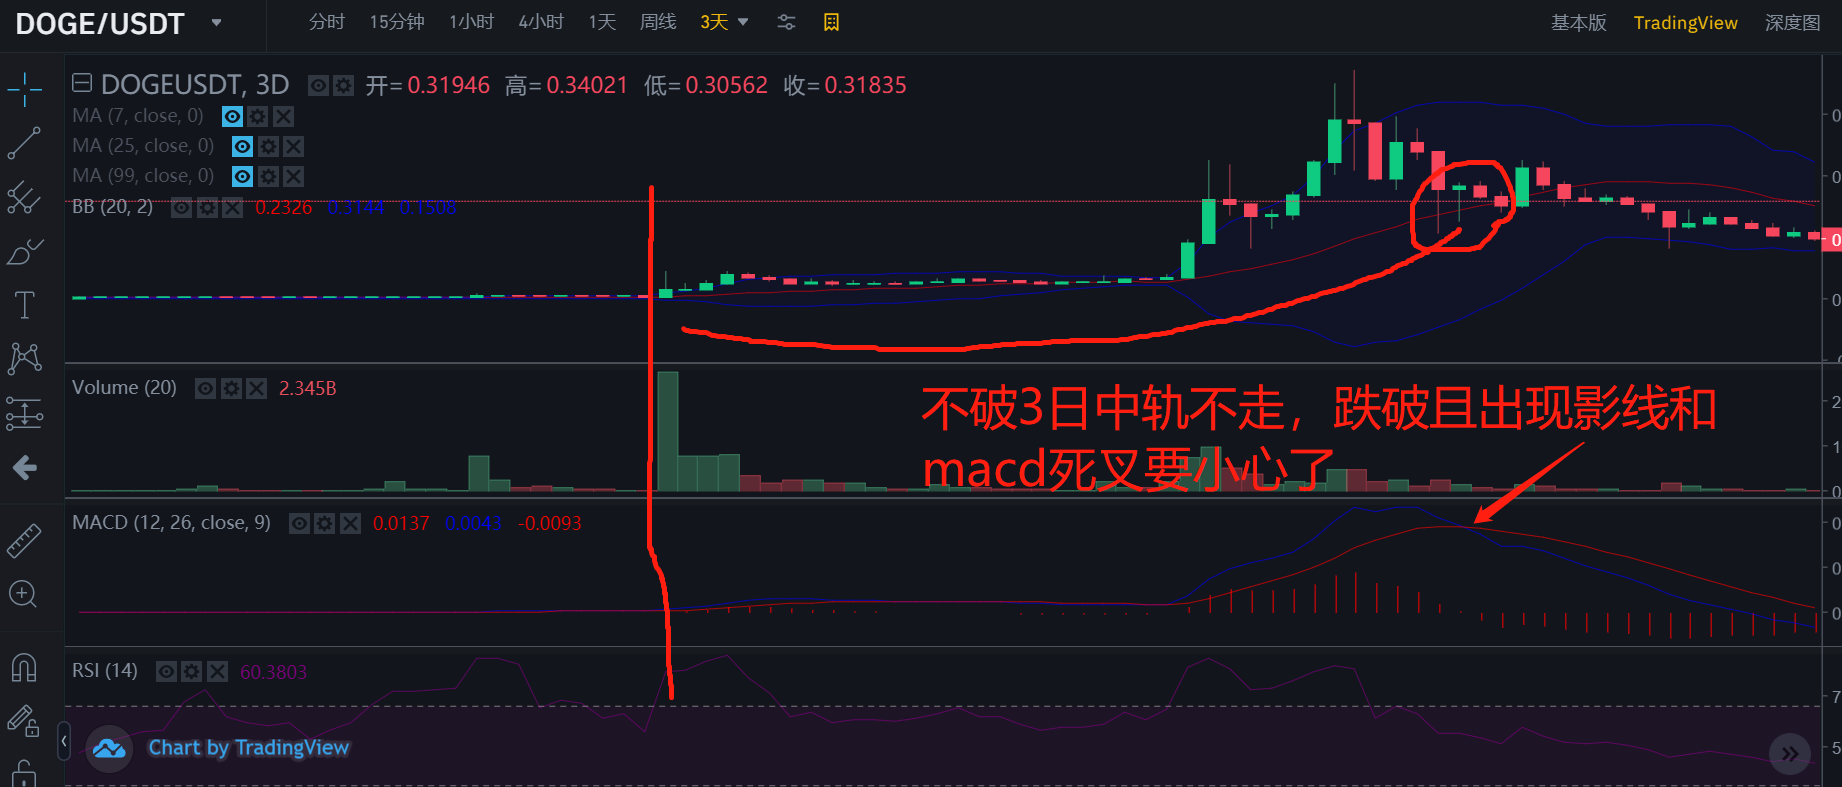 DOGE/USDT 分时 15分钟 1小时 4小时 1天 周线 3天 基本版 TradingView 深度图
DOGEUSDT, 3D 开= 0.31946 高= 0.34021 低= 0.30562 收= 0.31835
MA (7, close, 0)
MA (25, close, 0)
MA (99, close, 0)
BB (20, 2) 0.2326 0.3144 0.1508
Volume (20) 2.345B
不破3日中轨不走，跌破且出现影线和
macd死叉要小心了
MACD (12, 26, close, 9) 0.0137 0.0043 -0.0093
RSI (14) 60.3803
Chart by TradingView